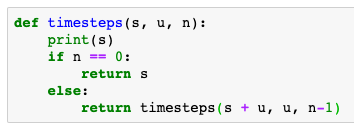 def timesteps(s, u, n):
    print(s)
    if n == 0:
        return s
    else:
        return timesteps(s + u, u, n-1)